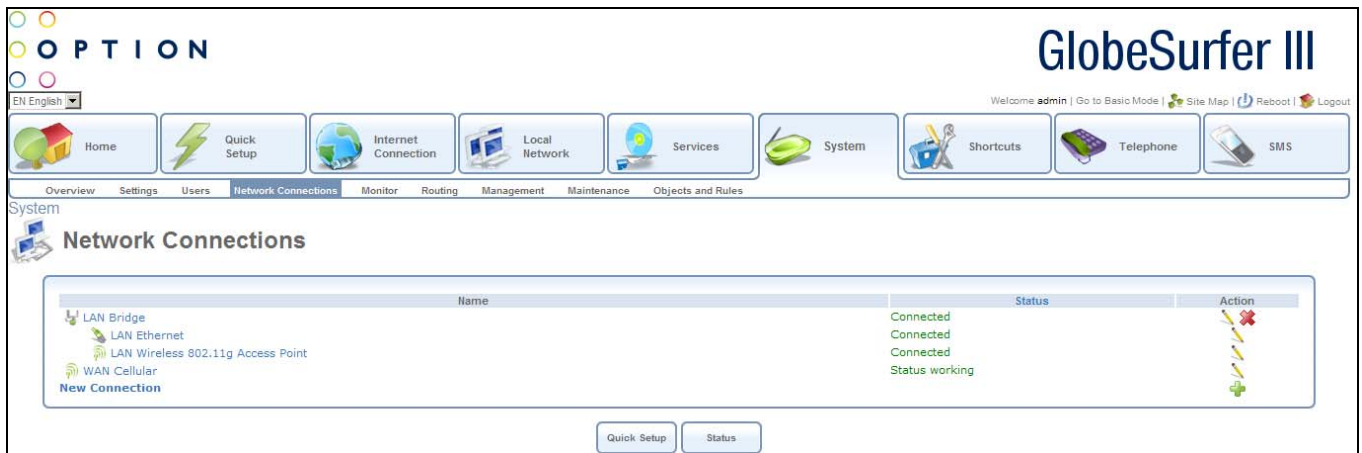 OPTION
GlobeSurfer III
EN English
Welcome admin | Go to Basic Mode | Site Map | Reboot | Logout
Home
Quick Setup
Internet Connection
Local Network
Services
System
Shortcuts
Telephone
SMS
Overview Settings Users Network Connections Monitor Routing Management Maintenance Objects and Rules
System
Network Connections
Name Status Action
LAN Bridge Connected
LAN Ethernet Connected
LAN Wireless 802.11g Access Point Connected
WAN Cellular Status working
New Connection
Quick Setup Status